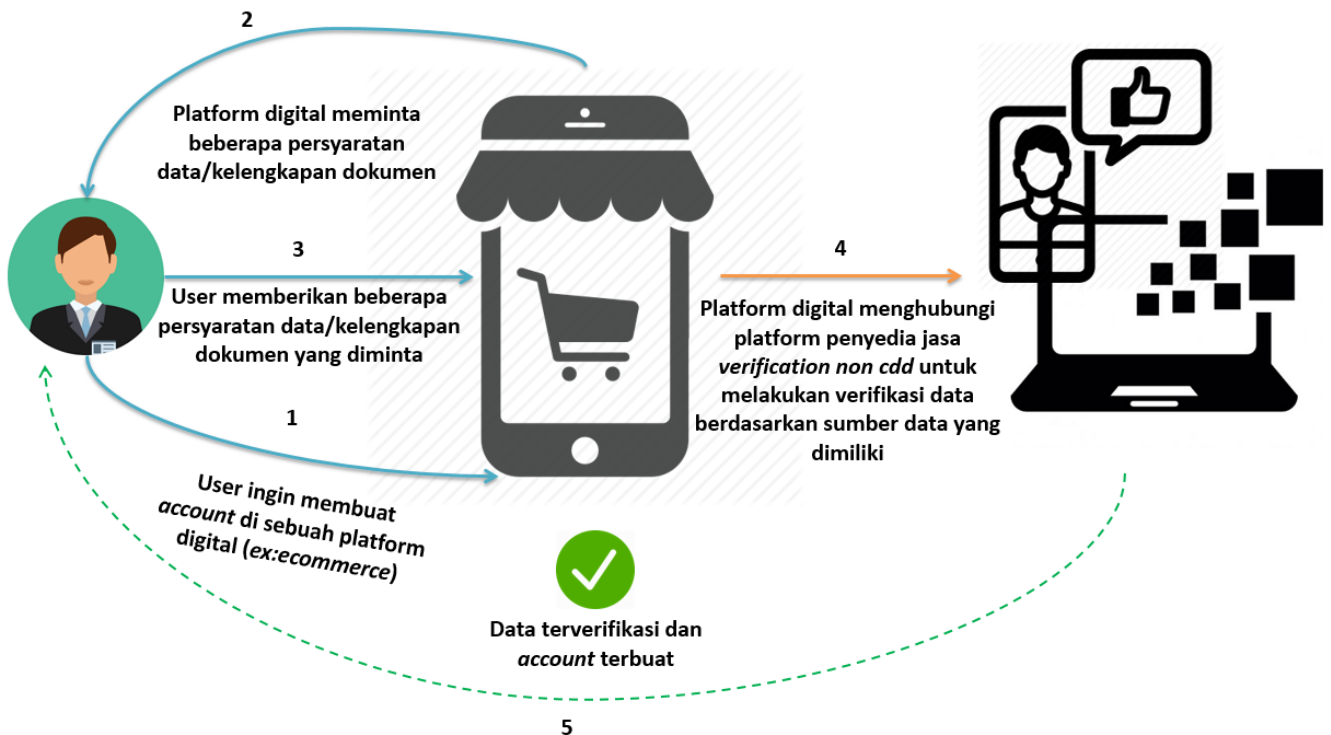 2
Platform digital meminta
beberapa persyaratan
data/kelengkapan dokumen
3
User memberikan beberapa
persyaratan data/kelengkapan
dokumen yang diminta
4
Platform digital menghubungi
platform penyedia jasa
verification non cdd untuk
melakukan verifikasi data
berdasarkan sumber data yang
dimiliki
1
User ingin membuat
account di sebuah platform
digital (ex:ecommerce)
Data terverifikasi dan
account terbuat
5